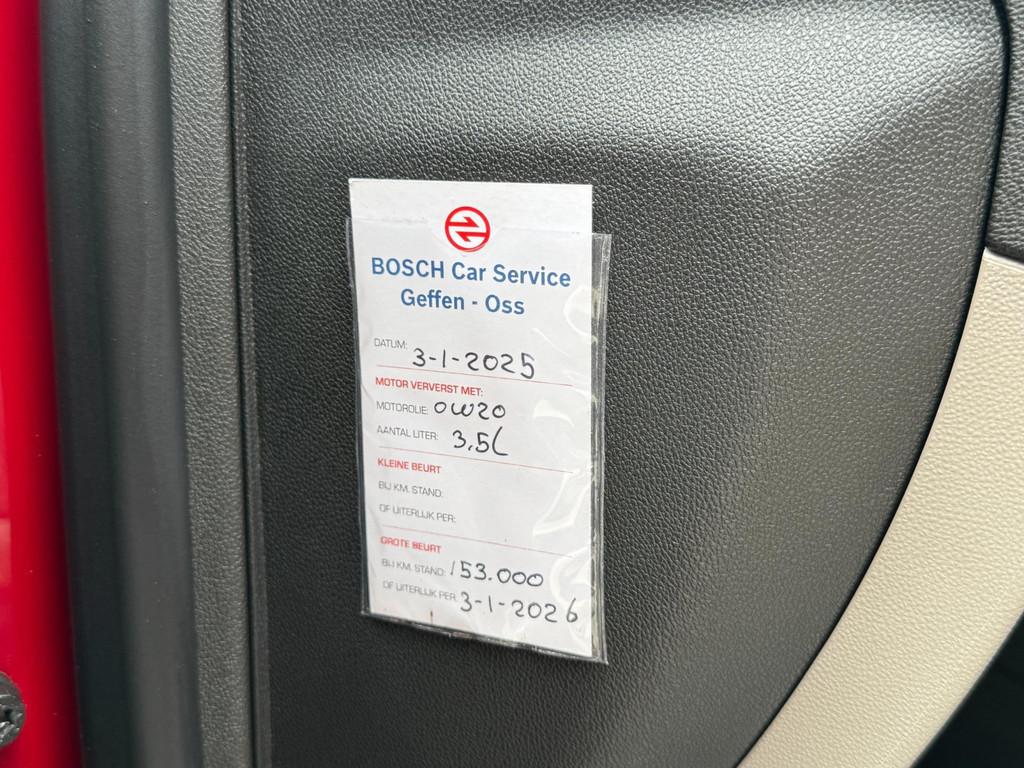 BOSCH Car Service
Geffen - Oss
DATUM: 3-1-2025
MOTOR VERVERST MET:
MOTOROLIE: 0W20
AANTAL LITER: 3,5L
KLEINE BEURT
BIJ KM. STAND:
OF UITERLIJK PER:
GROTE BEURT
BIJ KM. STAND: 153.000
OF UITERLIJK PER: 3-1-2026